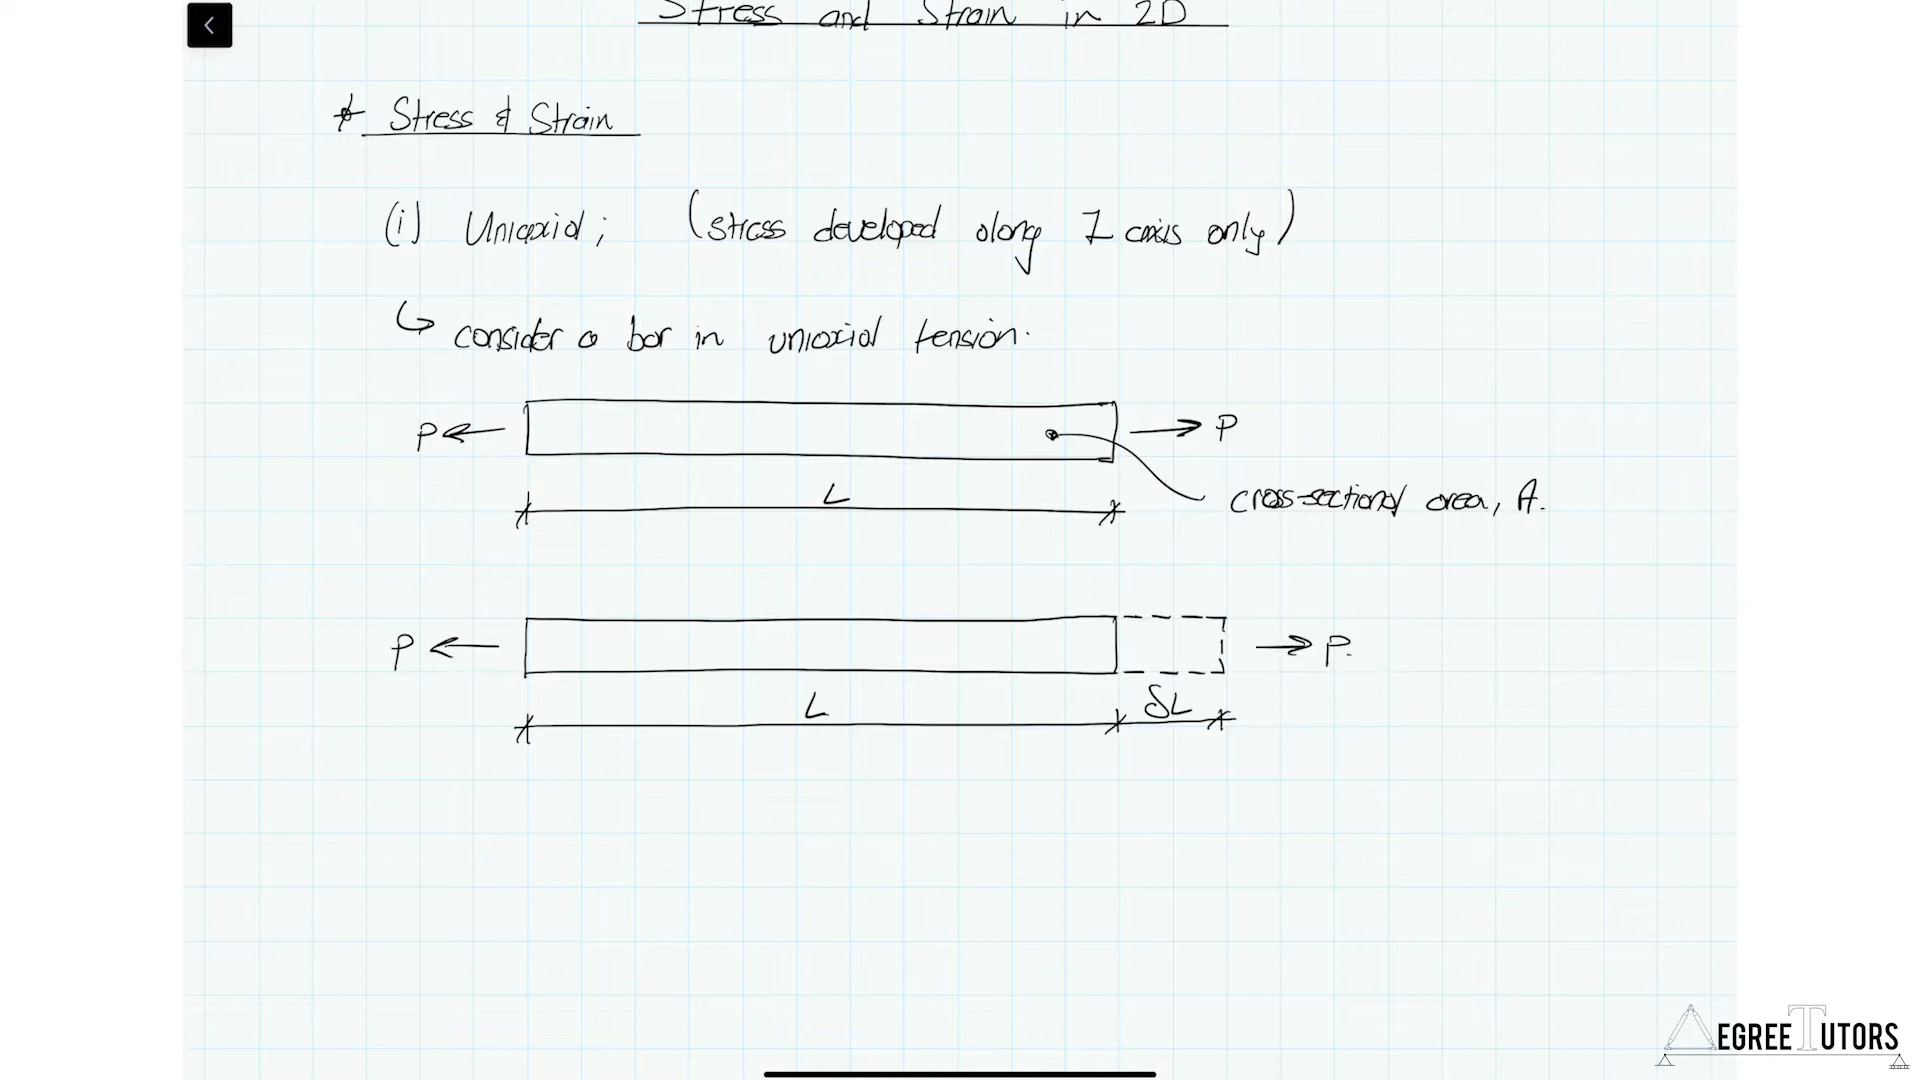 Stress and Strain in 2D
* Stress & Strain
(i) Uniaxial; (stress developed along 1 axis only)
↳ consider a bar in uniaxial tension.
P ← → P
L
cross-sectional area, A.
P ← → P.
L δL
DEGREE TUTORS